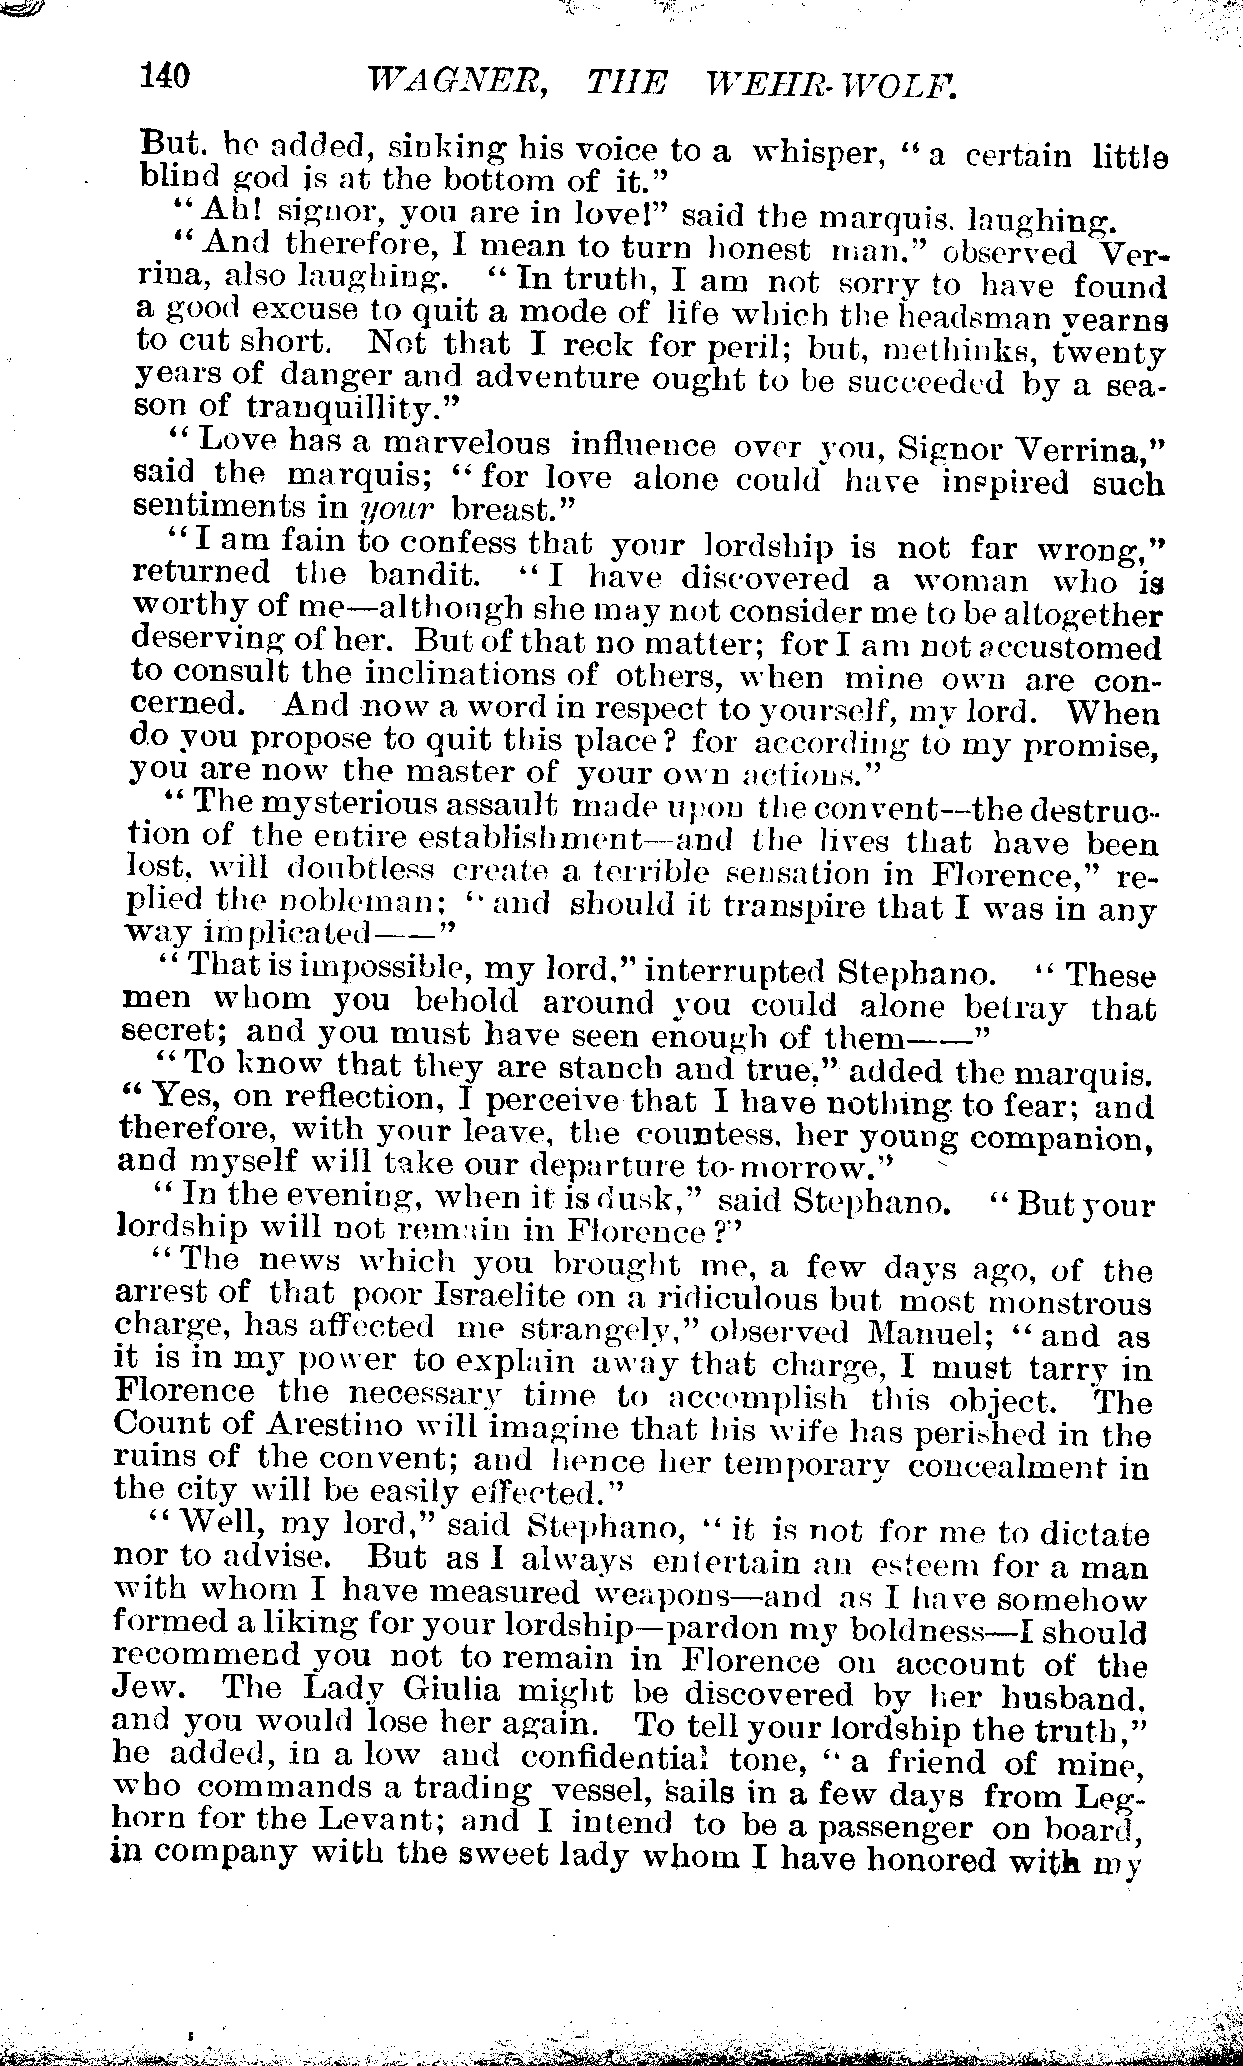 140 WAGNER, THE WEHR-WOLF.
But. he added, sinking his voice to a whisper, "a certain little
blind god is at the bottom of it."
"Ah! signor, you are in love!" said the marquis. laughing.
"And therefore, I mean to turn honest man." observed Ver-
rina, also laughing. "In truth, I am not sorry to have found
a good excuse to quit a mode of life which the headsman yearns
to cut short. Not that I reck for peril; but, methinks, twenty
years of danger and adventure ought to be succeeded by a sea-
son of tranquillity."
"Love has a marvelous influence over you, Signor Verrina,"
said the marquis; "for love alone could have inspired such
sentiments in your breast."
"I am fain to confess that your lordship is not far wrong,"
returned the bandit. "I have discovered a woman who is
worthy of me—although she may not consider me to be altogether
deserving of her. But of that no matter; for I am not accustomed
to consult the inclinations of others, when mine own are con-
cerned. And now a word in respect to yourself, my lord. When
do you propose to quit this place? for according to my promise,
you are now the master of your own actions."
"The mysterious assault made upon the convent—the destruc-
tion of the entire establishment—and the lives that have been
lost, will doubtless create a terrible sensation in Florence," re-
plied the nobleman; "and should it transpire that I was in any
way implicated——"
"That is impossible, my lord," interrupted Stephano. "These
men whom you behold around you could alone betray that
secret; and you must have seen enough of them——"
"To know that they are stanch and true," added the marquis.
"Yes, on reflection, I perceive that I have nothing to fear; and
therefore, with your leave, the countess, her young companion,
and myself will take our departure to-morrow."
"In the evening, when it is dusk," said Stephano. "But your
lordship will not remain in Florence?"
"The news which you brought me, a few days ago, of the
arrest of that poor Israelite on a ridiculous but most monstrous
charge, has affected me strangely," observed Manuel; "and as
it is in my power to explain away that charge, I must tarry in
Florence the necessary time to accomplish this object. The
Count of Arestino will imagine that his wife has perished in the
ruins of the convent; and hence her temporary concealment in
the city will be easily effected."
"Well, my lord," said Stephano, "it is not for me to dictate
nor to advise. But as I always entertain an esteem for a man
with whom I have measured weapons—and as I have somehow
formed a liking for your lordship—pardon my boldness—I should
recommend you not to remain in Florence on account of the
Jew. The Lady Giulia might be discovered by her husband,
and you would lose her again. To tell your lordship the truth,"
he added, in a low and confidential tone, "a friend of mine,
who commands a trading vessel, sails in a few days from Leg-
horn for the Levant; and I intend to be a passenger on board,
in company with the sweet lady whom I have honored with my